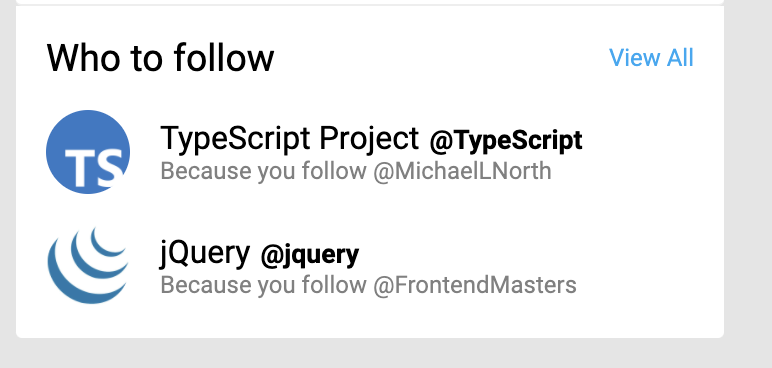 Who to follow View All
TS
TypeScript Project @TypeScript
Because you follow @MichaelLNorth
jQuery @jquery
Because you follow @FrontendMasters